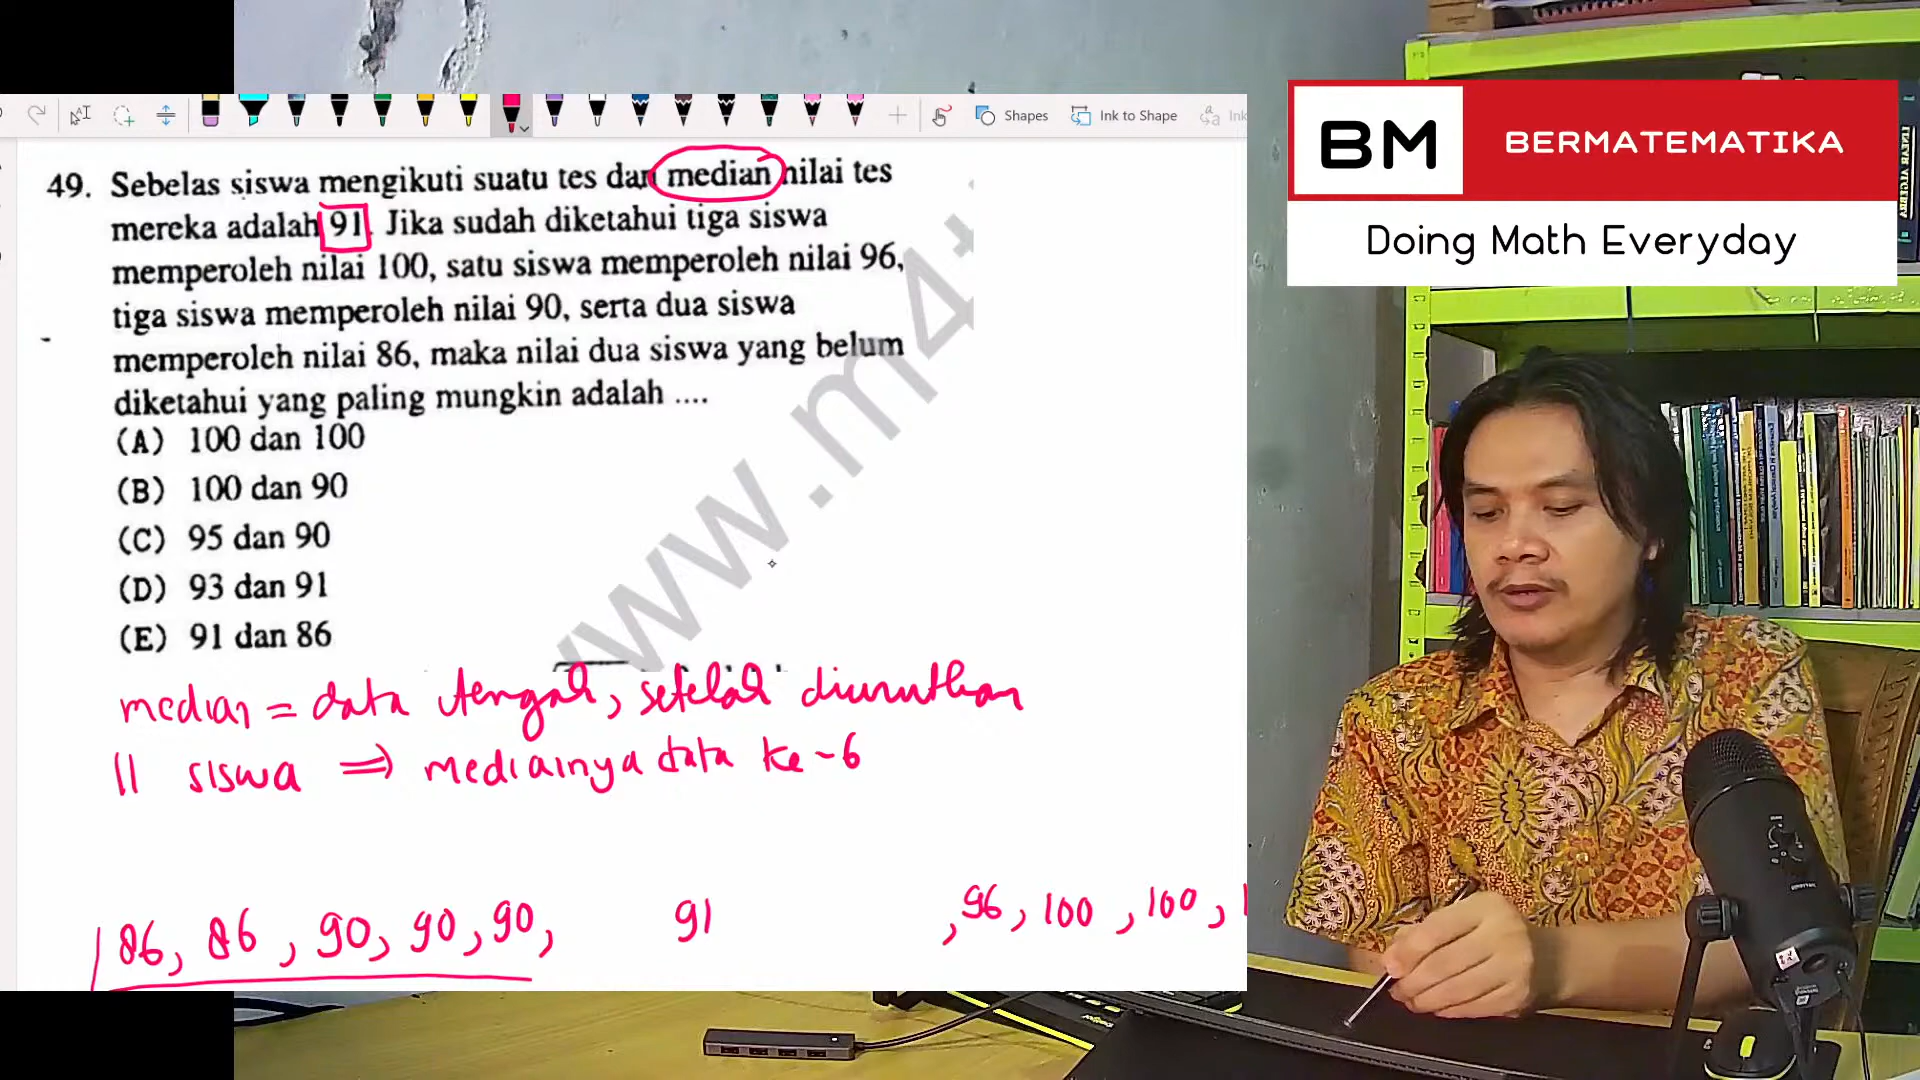 Shapes
Ink to Shape
Ink
BM BERMATEMATIKA
Doing Math Everyday
49. Sebelas siswa mengikuti suatu tes dan median nilai tes
mereka adalah 91. Jika sudah diketahui tiga siswa
memperoleh nilai 100, satu siswa memperoleh nilai 96,
tiga siswa memperoleh nilai 90, serta dua siswa
memperoleh nilai 86, maka nilai dua siswa yang belum
diketahui yang paling mungkin adalah ....
(A) 100 dan 100
(B) 100 dan 90
(C) 95 dan 90
(D) 93 dan 91
(E) 91 dan 86
www.m4t
median = data tengah, setelah diurutkan
11 siswa ⇒ mediannya data ke-6
86, 86, 90, 90, 90, 91 , 96, 100, 100, 1